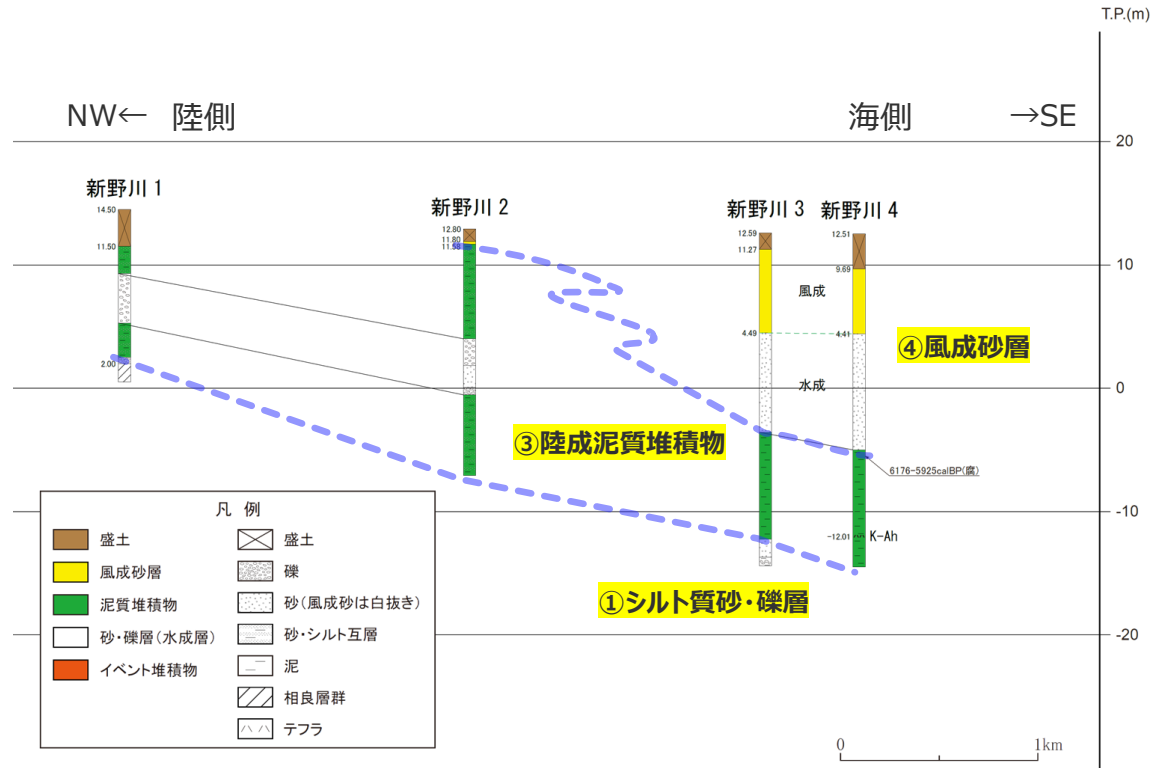 T.P.(m)
NW← 陸側
海側 →SE
20
新野川 1
14.50
11.50
2.00
新野川 2
12.80
11.80
11.58
新野川 3
12.59
11.27
4.49
新野川 4
12.51
9.69
4.41
10
風成
④風成砂層
水成
0
③陸成泥質堆積物
6176-5925calBP(腐)
-10
-12.01
K-Ah
①シルト質砂・礫層
-20
凡 例
盛土
風成砂層
泥質堆積物
砂・礫層(水成層)
イベント堆積物
盛土
礫
砂(風成砂は白抜き)
砂・シルト互層
泥
相良層群
テフラ
0 1km